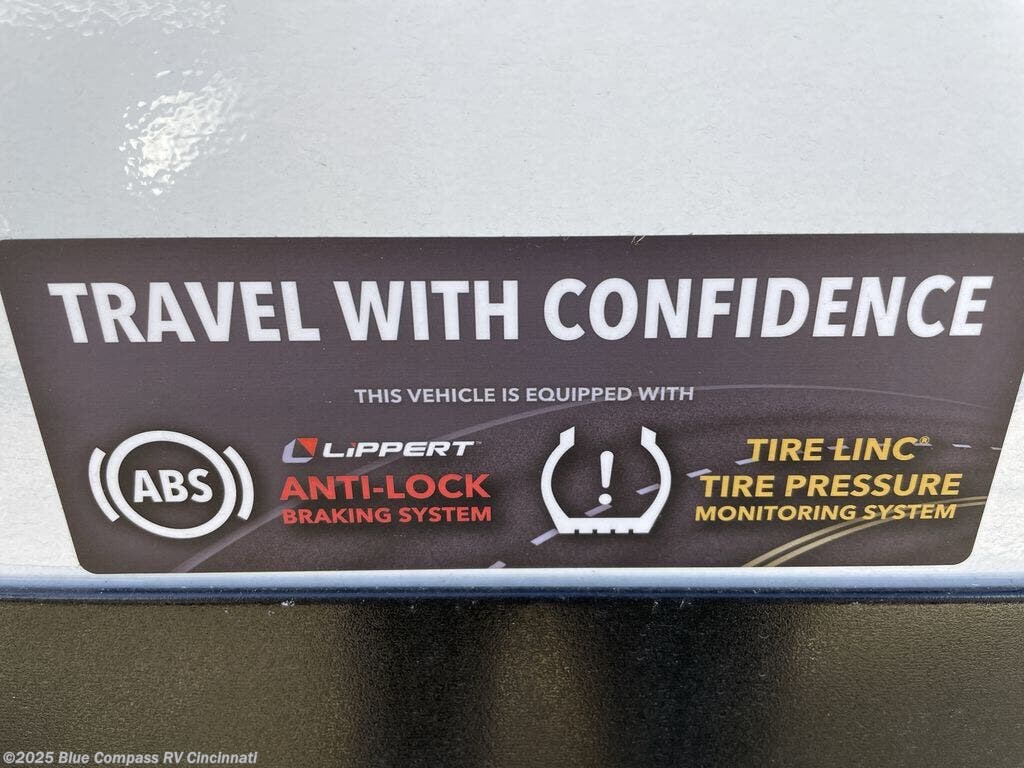 TRAVEL WITH CONFIDENCE
THIS VEHICLE IS EQUIPPED WITH
ABS
LiPPERT™
ANTI-LOCK
BRAKING SYSTEM
!
TIRE LINC®
TIRE PRESSURE
MONITORING SYSTEM
©2025 Blue Compass RV Cincinnati